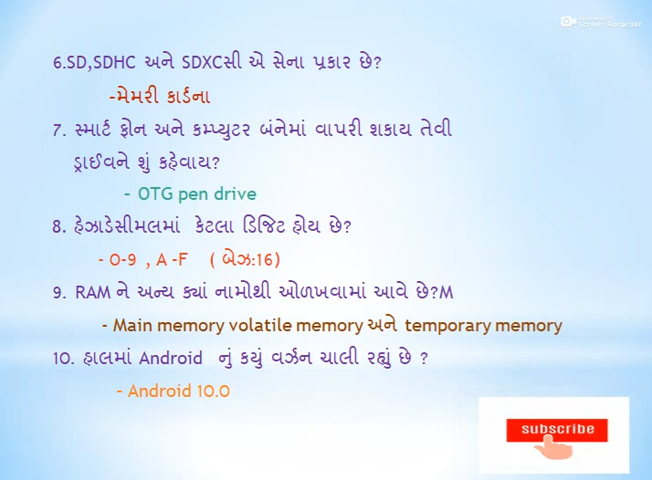 6.SD,SDHC અને SDXCસી એ સેના પ્રકાર છે?
-મેમરી કાર્ડના
7. સ્માર્ટ ફોન અને કમ્પ્યુટર બંનેમાં વાપરી શકાય તેવી
ડ્રાઈવને શું કહેવાય?
- OTG pen drive
8. હેઝાડેસીમલમાં કેટલા ડિજિટ હોય છે?
- 0-9 , A -F ( બેઝ:16)
9. RAM ને અન્ય ક્યાં નામોથી ઓળખવામાં આવે છે?M
- Main memory volatile memory અને temporary memory
10. હાલમાં Android નું કયું વર્ઝન ચાલી રહ્યું છે ?
- Android 10.0
subscribe
Screen Recorder